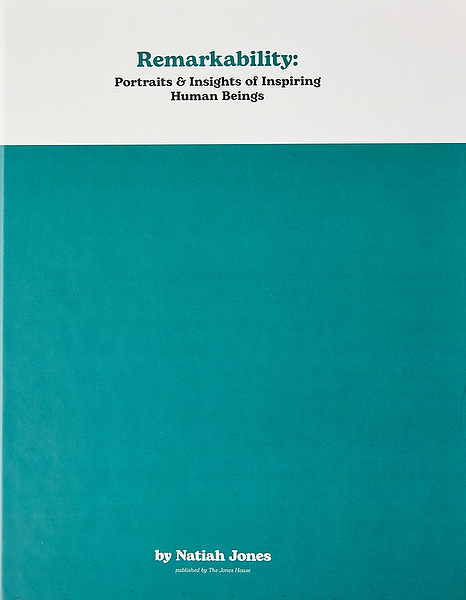 Remarkability:
Portraits & Insights of Inspiring
Human Beings
by Natiah Jones
published by The Jones House